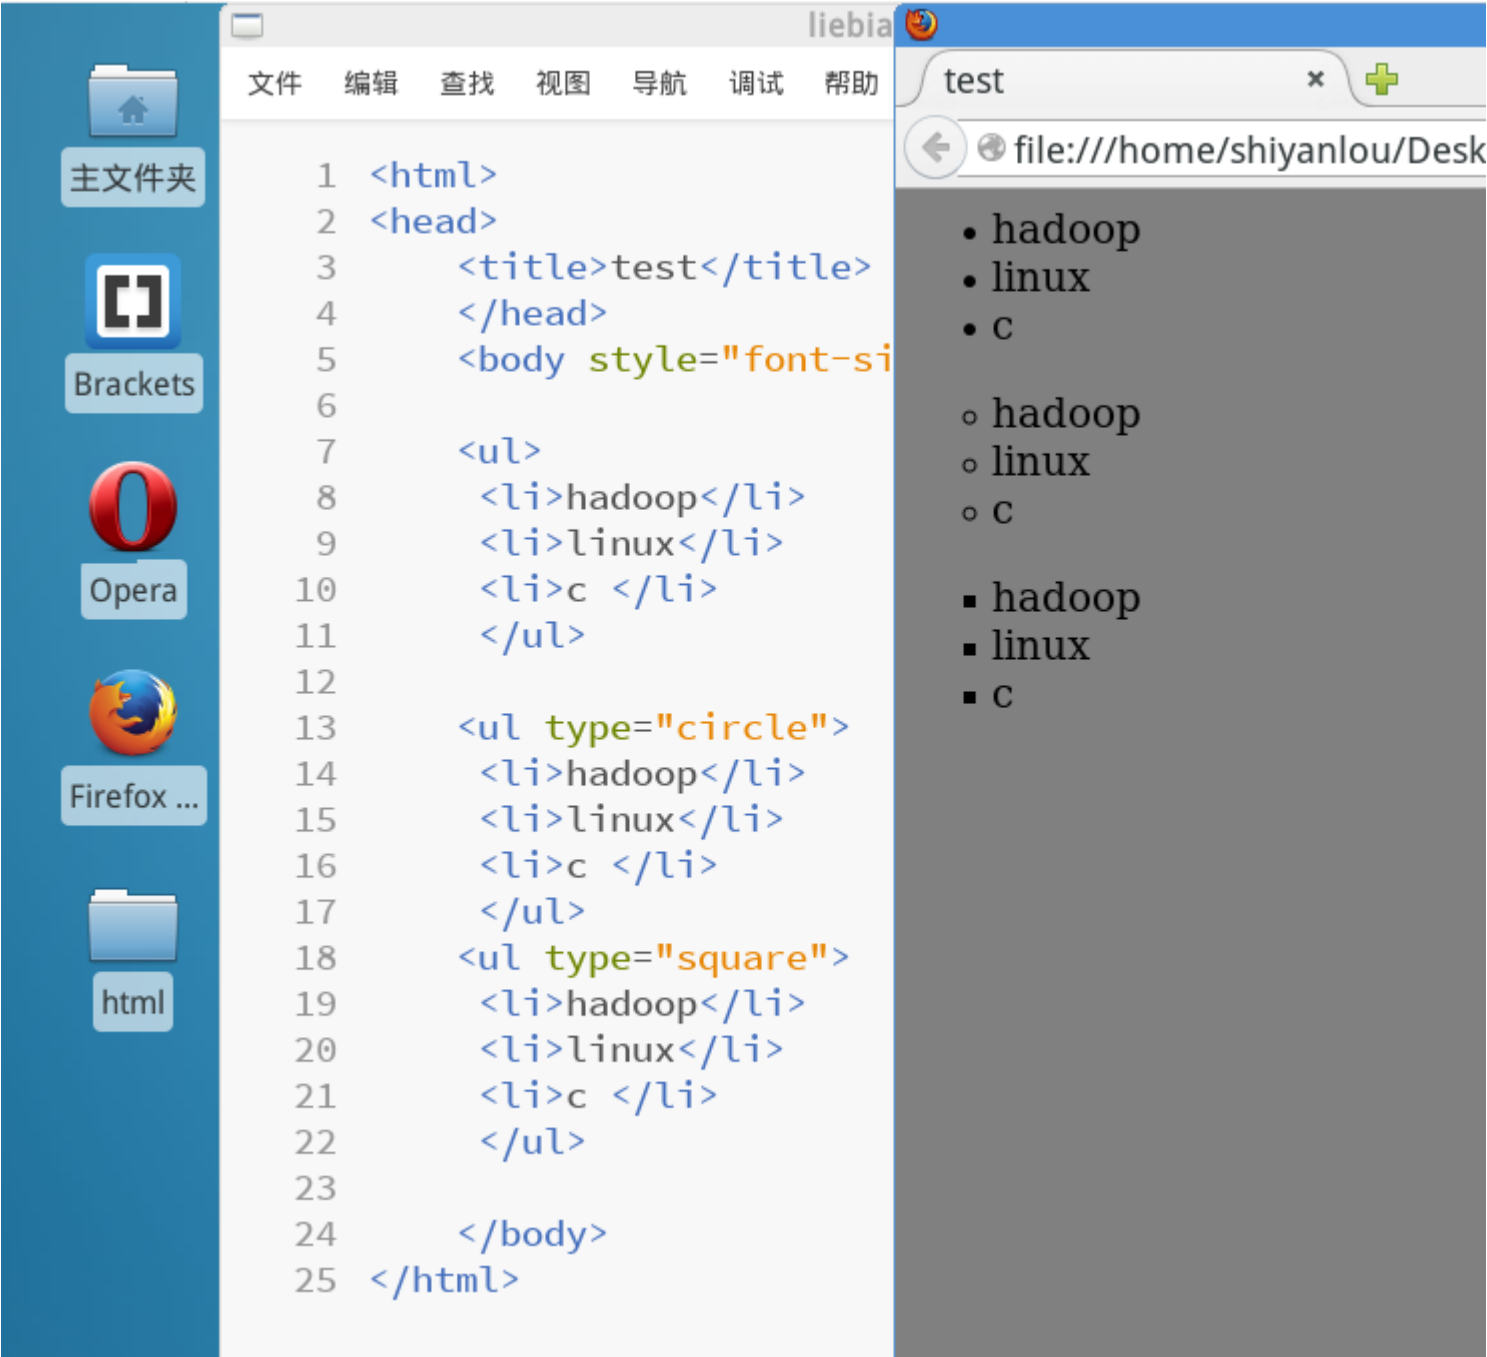 主文件夹
Brackets
Opera
Firefox ...
html
liebia
文件 编辑 查找 视图 导航 调试 帮助
1 <html>
2 <head>
3 <title>test</title>
4 </head>
5 <body style="font-si
6
7 <ul>
8 <li>hadoop</li>
9 <li>linux</li>
10 <li>c </li>
11 </ul>
12
13 <ul type="circle">
14 <li>hadoop</li>
15 <li>linux</li>
16 <li>c </li>
17 </ul>
18 <ul type="square">
19 <li>hadoop</li>
20 <li>linux</li>
21 <li>c </li>
22 </ul>
23
24 </body>
25 </html>
test
file:///home/shiyanlou/Desk
• hadoop
• linux
• c
◦ hadoop
◦ linux
◦ c
▪ hadoop
▪ linux
▪ c